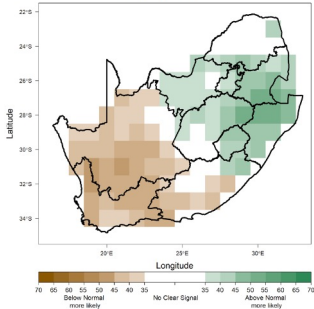 22°S
24°S
26°S
28°S
30°S
32°S
34°S
Latitude
20°E 25°E 30°E
Longitude
70 65 60 55 50 45 40 35 35 40 45 50 55 60 65 70
Below Normal No Clear Signal Above Normal
more likely more likely